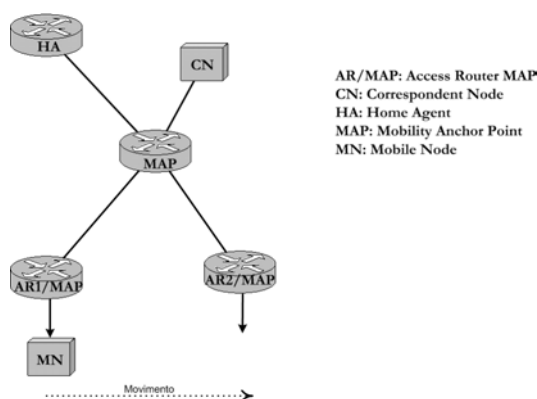 HA
CN
MAP
AR1/MAP
AR2/MAP
MN
Movimento
AR/MAP: Access Router MAP
CN: Correspondent Node
HA: Home Agent
MAP: Mobility Anchor Point
MN: Mobile Node